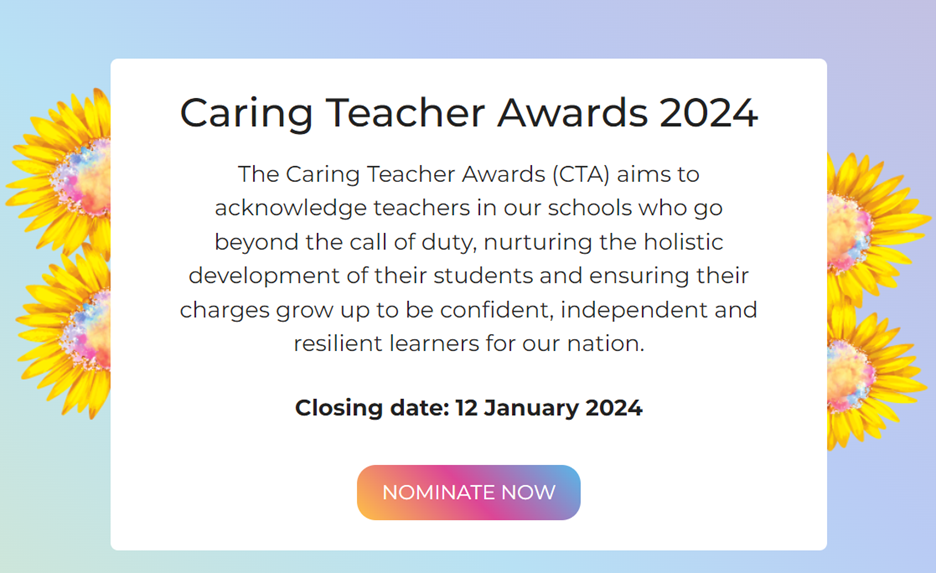 Caring Teacher Awards 2024
The Caring Teacher Awards (CTA) aims to
acknowledge teachers in our schools who go
beyond the call of duty, nurturing the holistic
development of their students and ensuring their
charges grow up to be confident, independent and
resilient learners for our nation.
Closing date: 12 January 2024
NOMINATE NOW